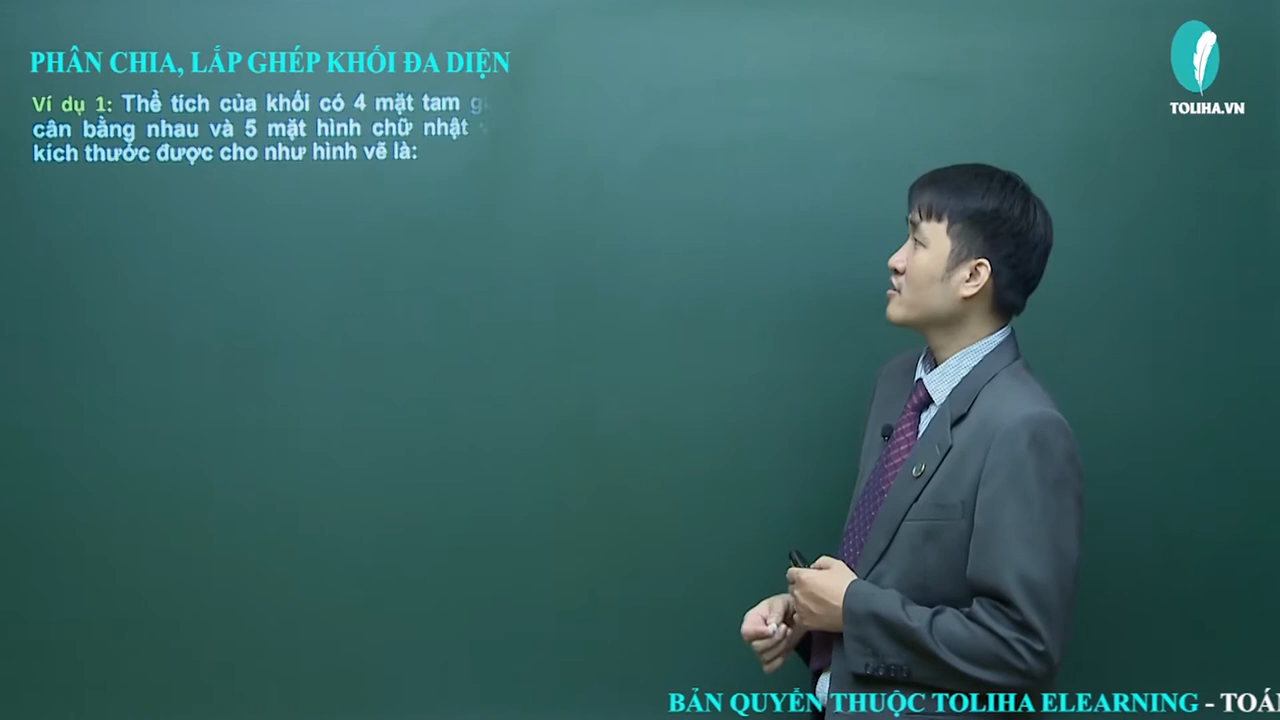 PHÂN CHIA, LẮP GHÉP KHỐI ĐA DIỆN
Ví dụ 1: Thể tích của khối có 4 mặt tam
cân bằng nhau và 5 mặt hình chữ nhật
kích thước được cho như hình vẽ là:
TOLIHA.VN
BẢN QUYỀN THUỘC TOLIHA ELEARNING - TOÁN